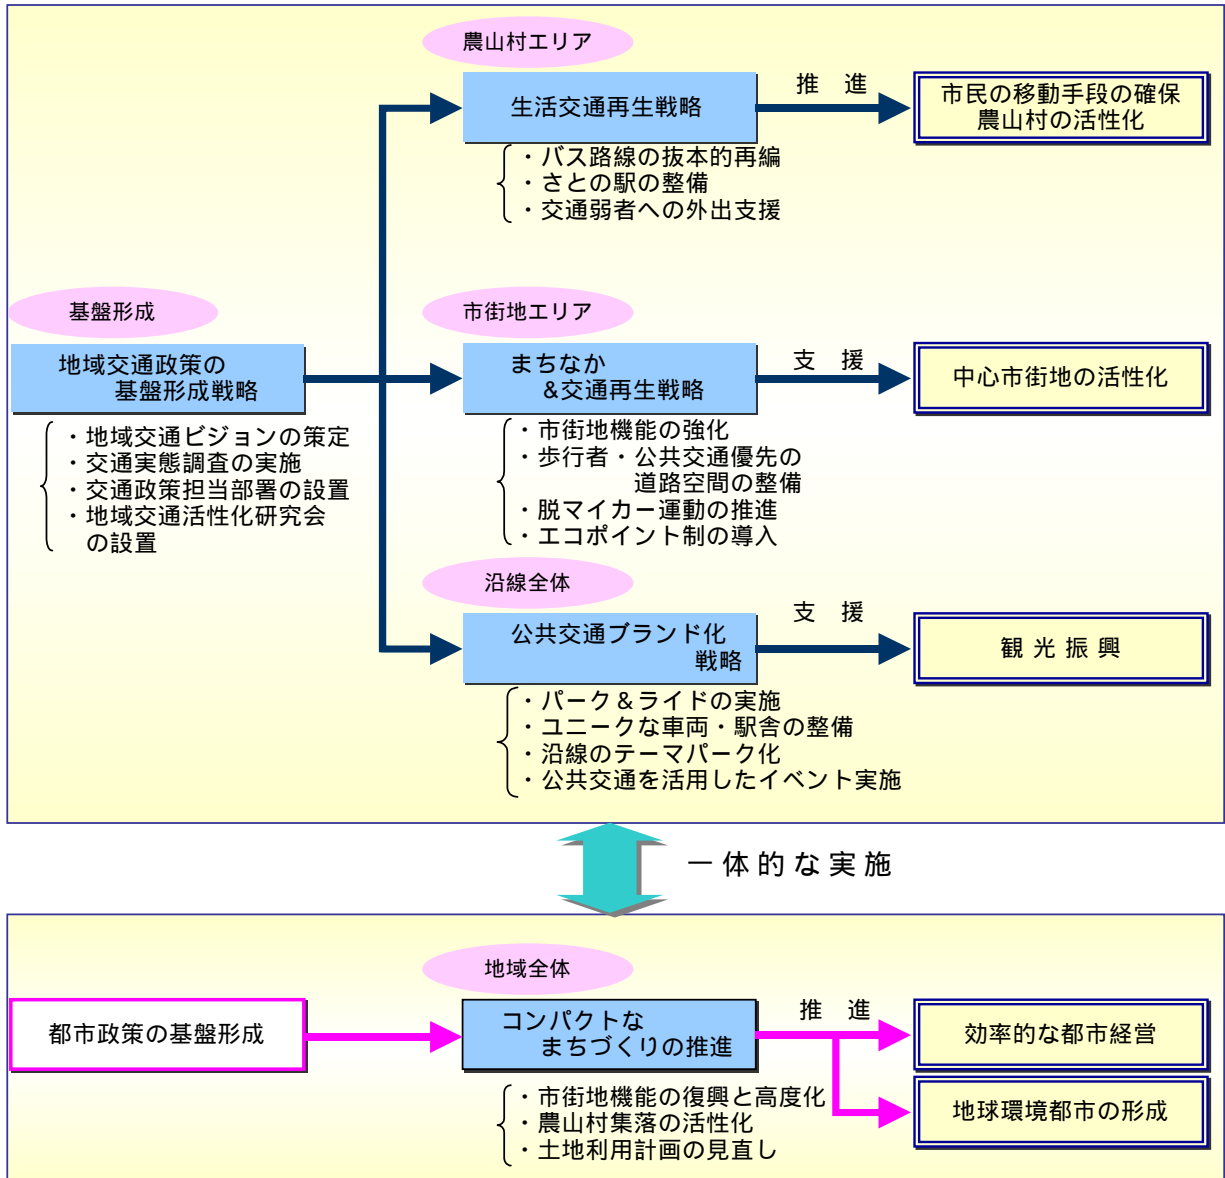 農山村エリア
生活交通再生戦略
推 進
市民の移動手段の確保
農山村の活性化
・バス路線の抜本的再編
・さとの駅の整備
・交通弱者への外出支援
基盤形成
地域交通政策の
基盤形成戦略
・地域交通ビジョンの策定
・交通実態調査の実施
・交通政策担当部署の設置
・地域交通活性化研究会
の設置
市街地エリア
まちなか
&交通再生戦略
支 援
中心市街地の活性化
・市街地機能の強化
・歩行者・公共交通優先の
道路空間の整備
・脱マイカー運動の推進
・エコポイント制の導入
沿線全体
公共交通ブランド化
戦略
支 援
観 光 振 興
・パーク＆ライドの実施
・ユニークな車両・駅舎の整備
・沿線のテーマパーク化
・公共交通を活用したイベント実施
一体的な実施
地域全体
都市政策の基盤形成
コンパクトな
まちづくりの推進
推 進
効率的な都市経営
地球環境都市の形成
・市街地機能の復興と高度化
・農山村集落の活性化
・土地利用計画の見直し